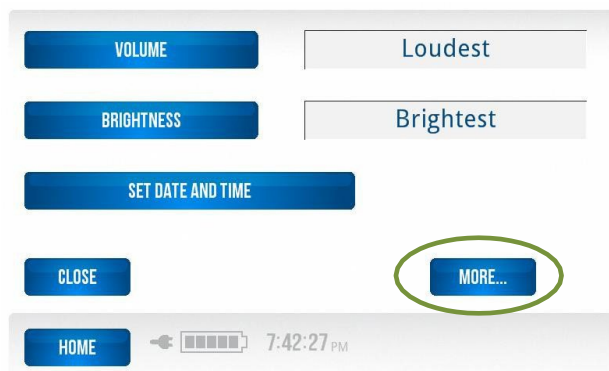 VOLUME Loudest
BRIGHTNESS Brightest
SET DATE AND TIME
CLOSE MORE...
HOME 7:42:27 PM